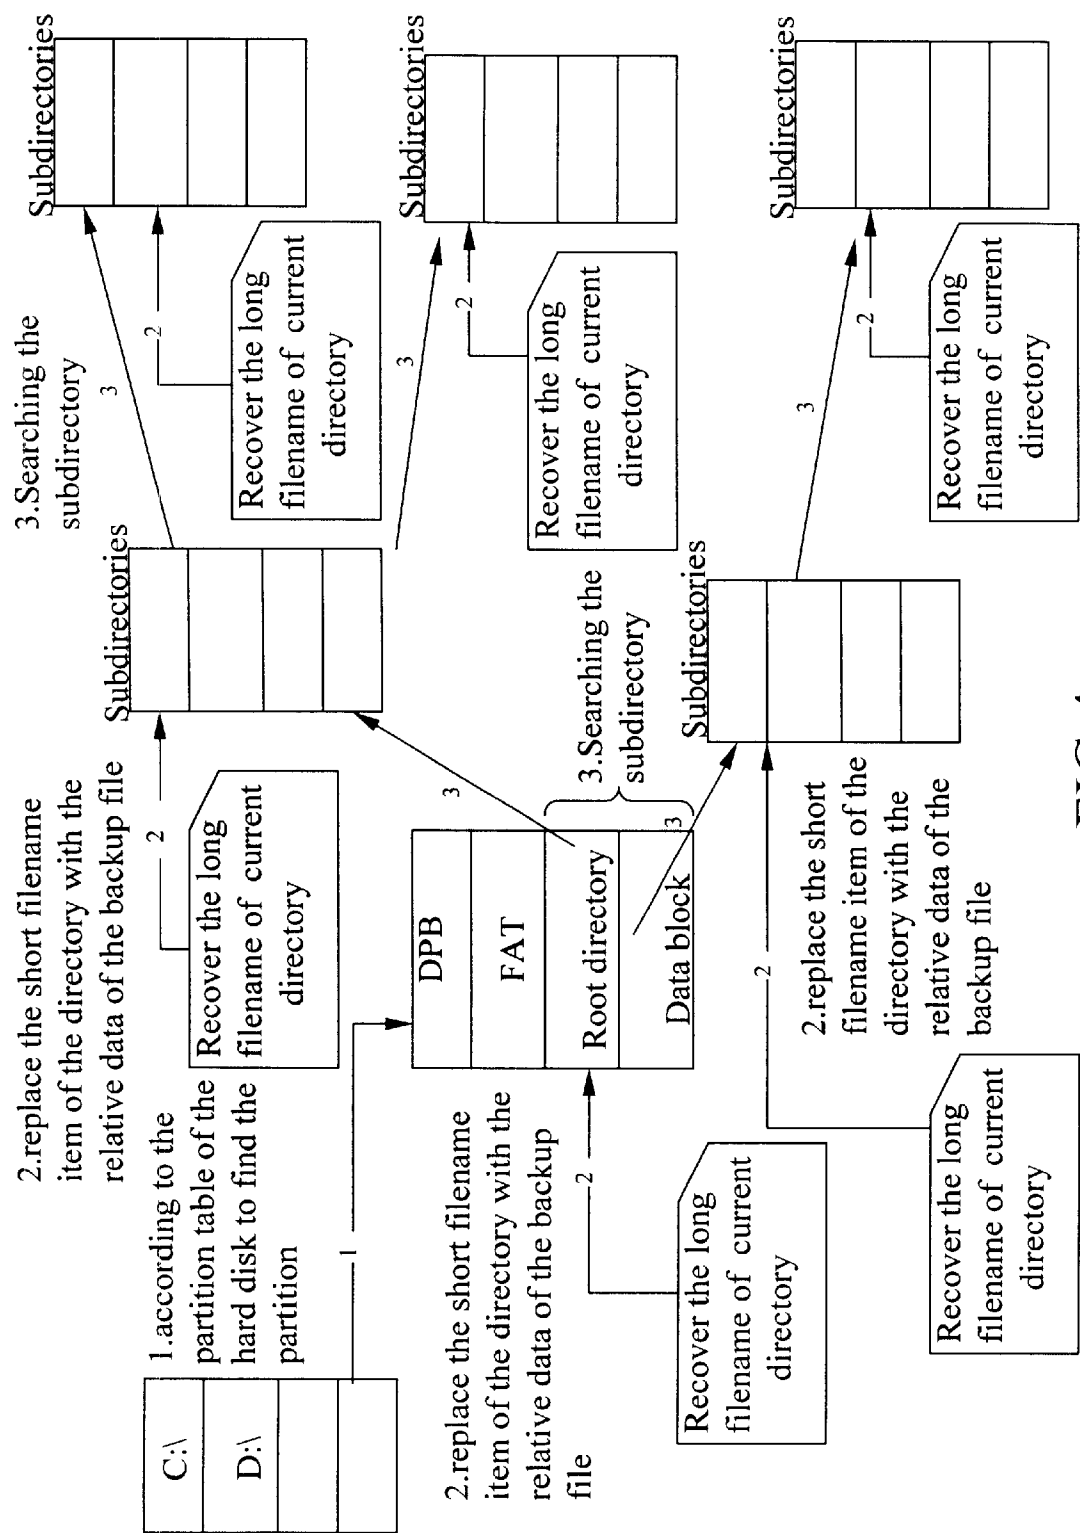 C:\
D:\
1.according to the
partition table of the
hard disk to find the
partition
1
2.replace the short filename
item of the directory with the
relative data of the backup file
2
Recover the long
filename of current
directory
Subdirectories
3.Searching the
subdirectory
3
Subdirectories
2
Recover the long
filename of current
directory
2.replace the short filename
item of the directory with the
relative data of the backup
file
2
Recover the long
filename of current
directory
DPB
FAT
Root directory
Data block
3
3.Searching the
subdirectory
3
3
Subdirectories
2
Recover the long
filename of current
directory
Subdirectories
2
2.replace the short
filename item of the
directory with the
relative data of the
backup file
Recover the long
filename of current
directory
3
Subdirectories
2
Recover the long
filename of current
directory
FIG.